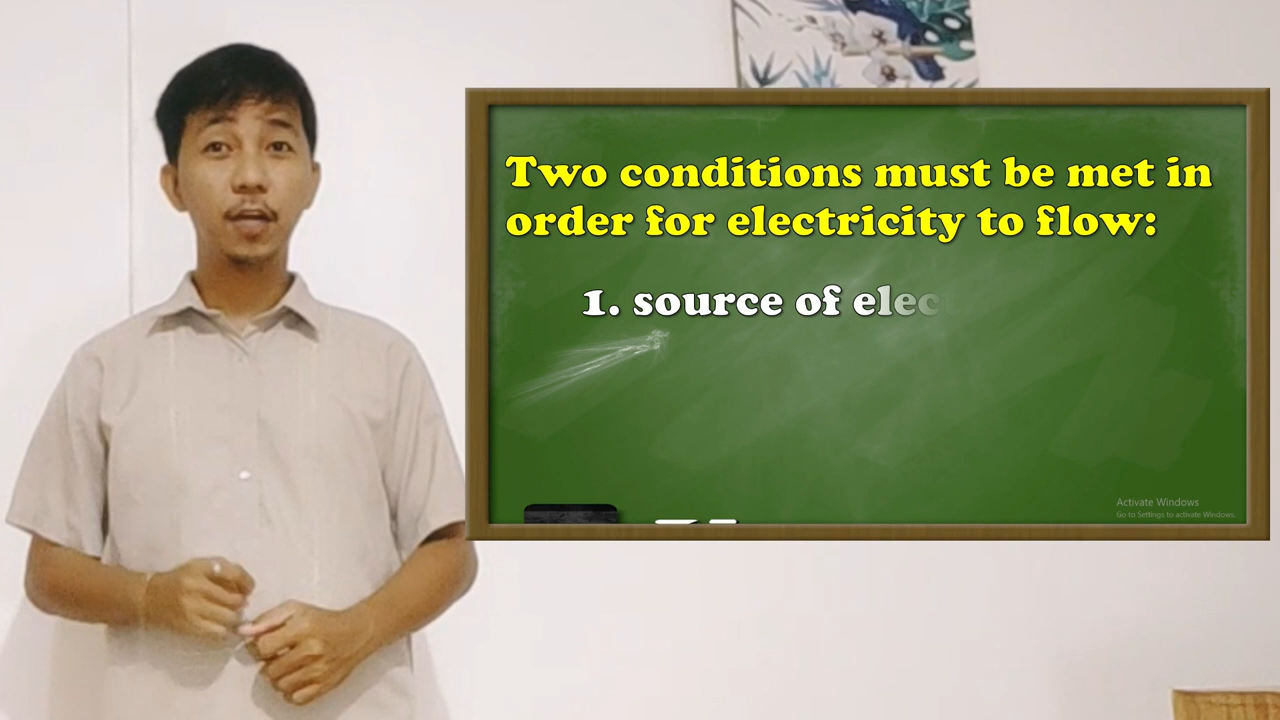 Two conditions must be met in
order for electricity to flow:
1. source of elec
Activate Windows
Go to Settings to activate Windows.